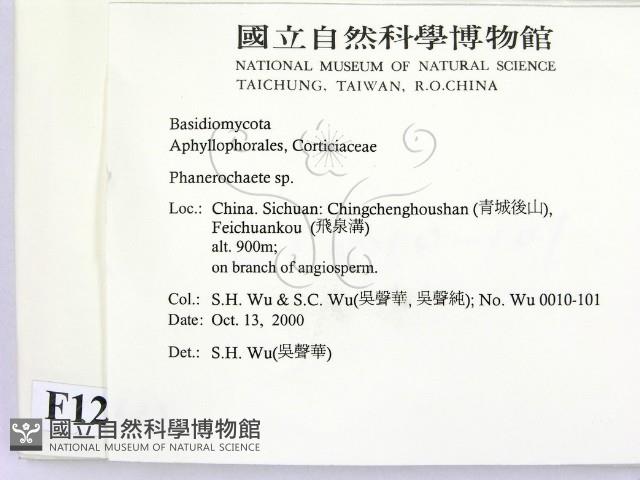 國立自然科學博物館
NATIONAL MUSEUM OF NATURAL SCIENCE
TAICHUNG, TAIWAN, R.O.CHINA
Basidiomycota
Aphyllophorales, Corticiaceae
Phanerochaete sp.
Loc.: China. Sichuan: Chingchenghoushan (青城後山),
Feichuankou (飛泉溝)
alt. 900m;
on branch of angiosperm.
Col.: S.H. Wu & S.C. Wu(吳聲華, 吳聲純); No. Wu 0010-101
Date: Oct. 13, 2000
Det.: S.H. Wu(吳聲華)
F12
國立自然科學博物館
NATIONAL MUSEUM OF NATURAL SCIENCE